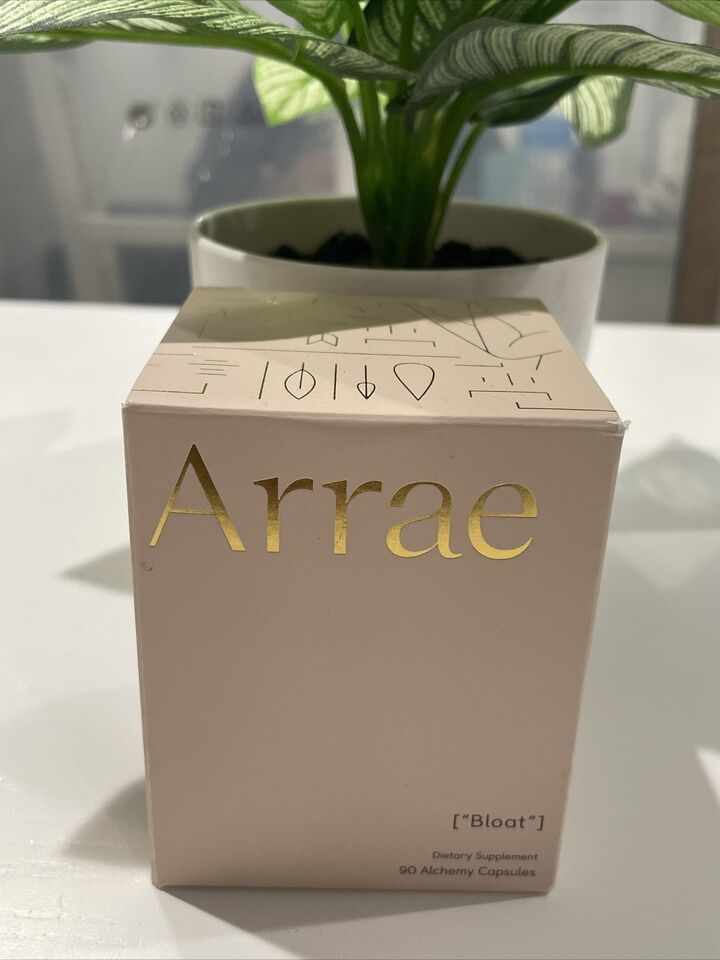 Arrae
["Bloat"]
Dietary Supplement
90 Alchemy Capsules